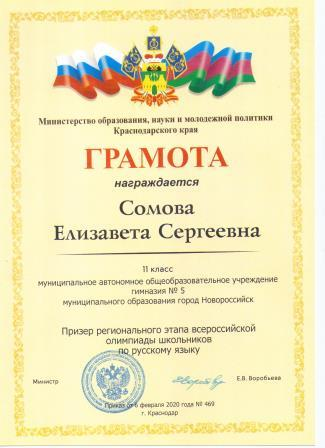 Министерство образования, науки и молодежной политики
Краснодарского края
ГРАМОТА
награждается
Сомова
Елизавета Сергеевна
11 класс
муниципальное автономное общеобразовательное учреждение
гимназия № 5
муниципального образования город Новороссийск
Призер регионального этапа всероссийской
олимпиады школьников
по русскому языку
Министр
Е.В. Воробьева
Приказ от 6 февраля 2020 года № 469
г. Краснодар